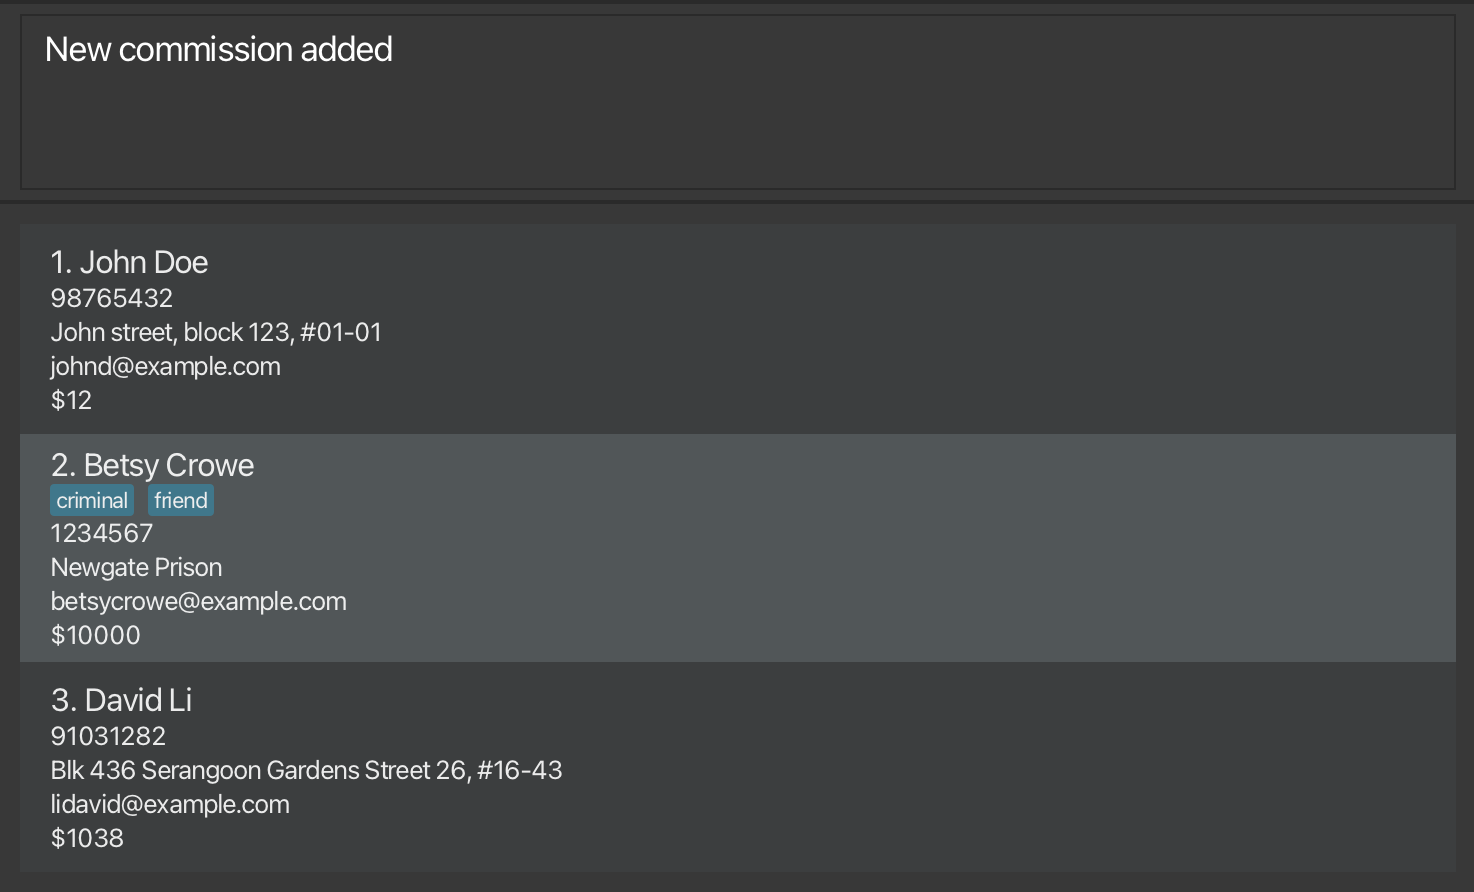 New commission added
1. John Doe
98765432
John street, block 123, #01-01
johnd@example.com
$12
2. Betsy Crowe
criminal friend
1234567
Newgate Prison
betsycrowe@example.com
$10000
3. David Li
91031282
Blk 436 Serangoon Gardens Street 26, #16-43
lidavid@example.com
$1038